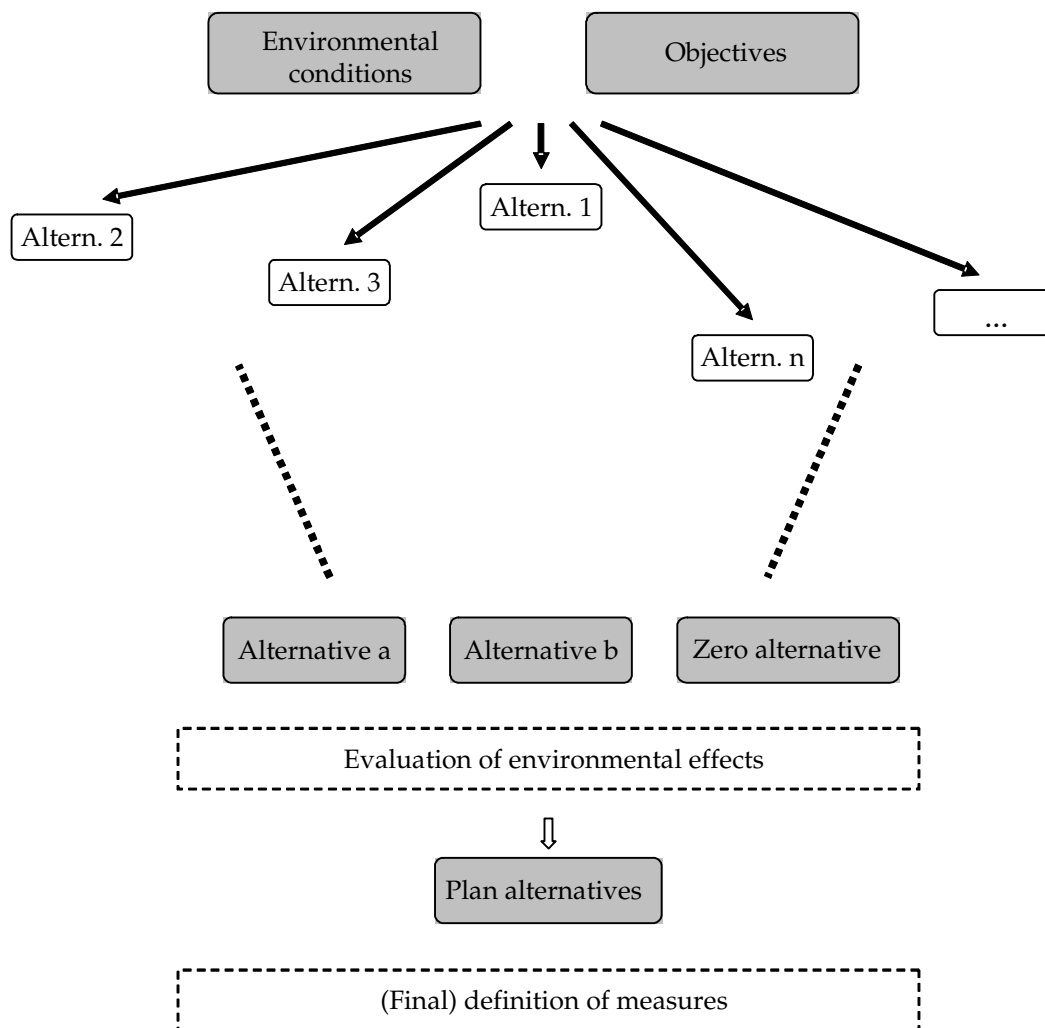 Environmental
conditions
Objectives
Altern. 1
Altern. 2
Altern. 3
...
Altern. n
Alternative a
Alternative b
Zero alternative
Evaluation of environmental effects
Plan alternatives
(Final) definition of measures